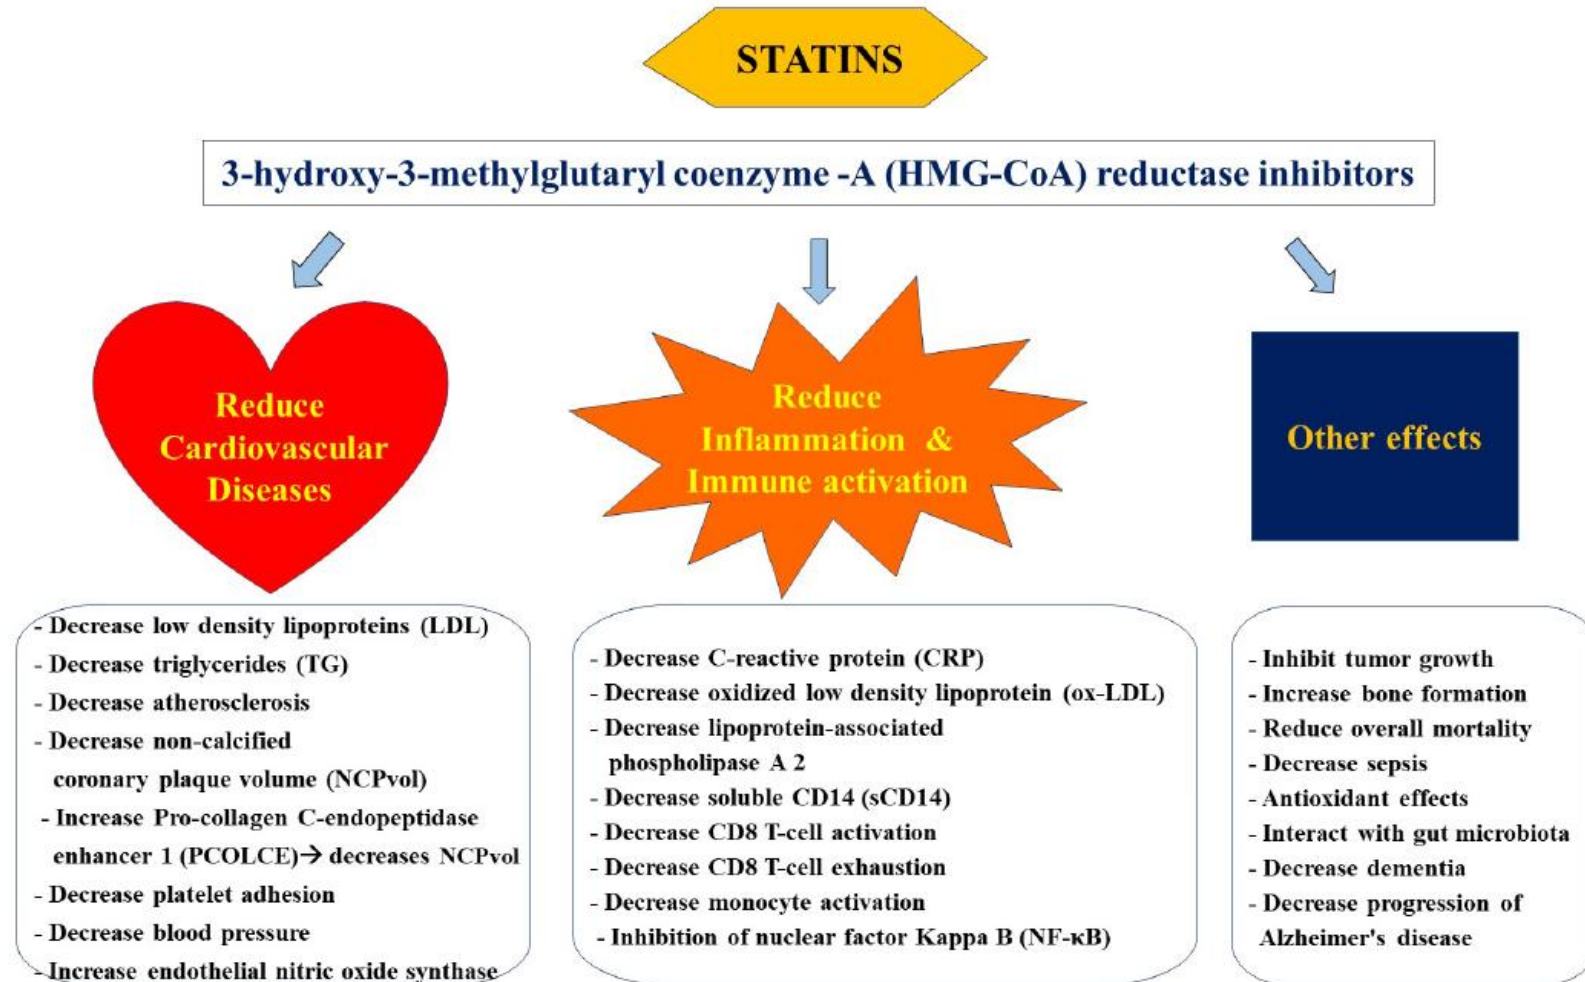 STATINS
3-hydroxy-3-methylglutaryl coenzyme -A (HMG-CoA) reductase inhibitors
Reduce
Cardiovascular
Diseases
Reduce
Inflammation &
Immune activation
Other effects
- Decrease low density lipoproteins (LDL)
- Decrease triglycerides (TG)
- Decrease atherosclerosis
- Decrease non-calcified
coronary plaque volume (NCPvol)
- Increase Pro-collagen C-endopeptidase
enhancer 1 (PCOLCE)→ decreases NCPvol
- Decrease platelet adhesion
- Decrease blood pressure
- Increase endothelial nitric oxide synthase
- Decrease C-reactive protein (CRP)
- Decrease oxidized low density lipoprotein (ox-LDL)
- Decrease lipoprotein-associated
phospholipase A 2
- Decrease soluble CD14 (sCD14)
- Decrease CD8 T-cell activation
- Decrease CD8 T-cell exhaustion
- Decrease monocyte activation
- Inhibition of nuclear factor Kappa B (NF-κB)
- Inhibit tumor growth
- Increase bone formation
- Reduce overall mortality
- Decrease sepsis
- Antioxidant effects
- Interact with gut microbiota
- Decrease dementia
- Decrease progression of
Alzheimer's disease